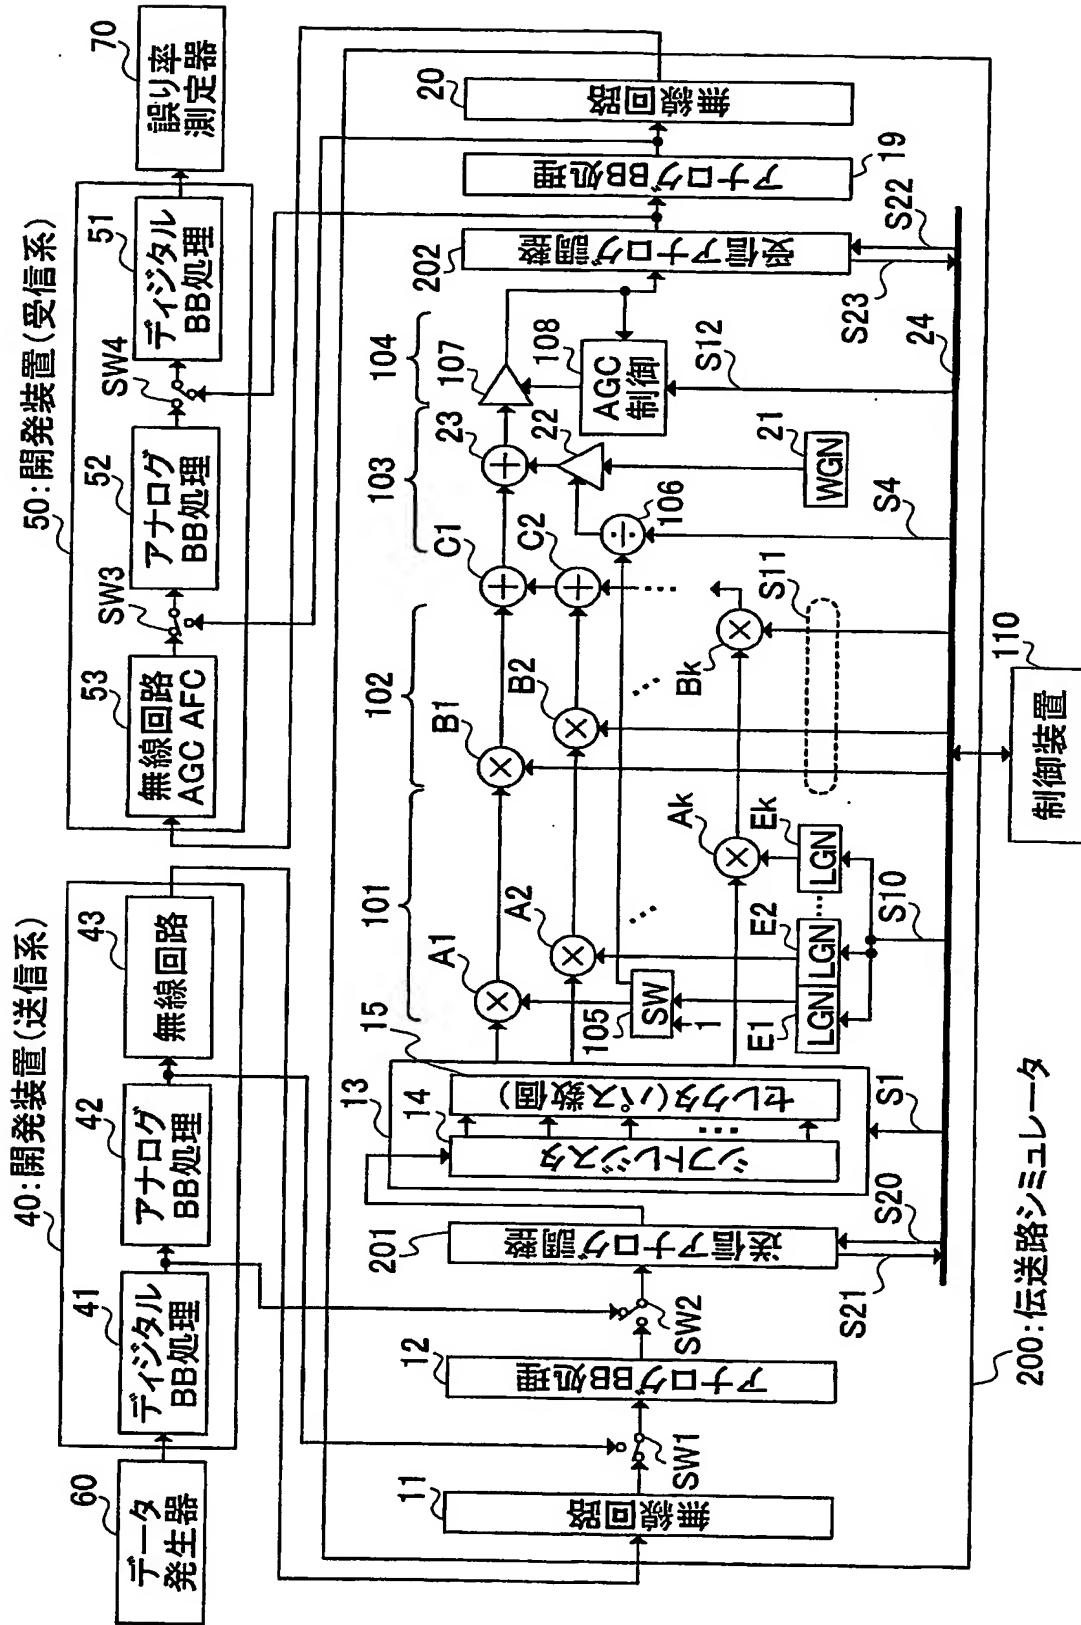 60
データ
発生器
40:開発装置(送信系)
41
ディジタル
BB処理
42
アナログ
BB処理
43
無線回路
50:開発装置(受信系)
53
無線回路
AGC AFC
SW3
52
アナログ
BB処理
SW4
51
ディジタル
BB処理
70
誤り率
測定器
11
無線回路
SW1
12
アナログBB処理
SW2
201
送信アナログ
調整
S21
S20
13
14
シフトレジスタ
15
セレクタ(パス
数個)
S1
101
102
103
104
A1
A2
Ak
B1
B2
Bk
C1
C2
105
SW
1
E1
E2
Ek
LGN
LGN
LGN
S10
S11
106
S4
23
22
21
WGN
107
108
AGC
制御
S12
202
受信アナログ
調整
S23
S22
24
19
アナログBB処理
20
無線回路
110
制御装置
200:伝送路シミュレータ